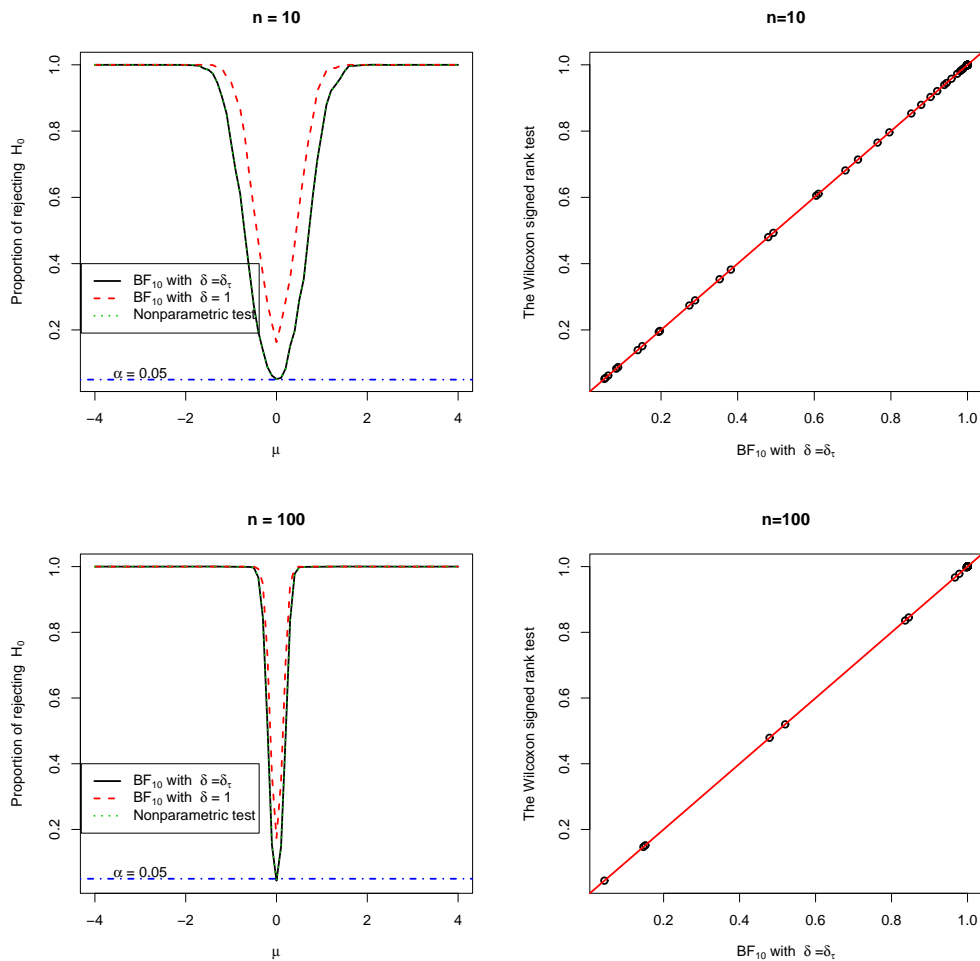 n = 10
Proportion of rejecting H₀
1.0
0.8
0.6
0.4
0.2
BF₁₀ with δ =δτ
BF₁₀ with δ = 1
Nonparametric test
α = 0.05
−4 −2 0 2 4
μ
n=10
The Wilcoxon signed rank test
1.0
0.8
0.6
0.4
0.2
0.2 0.4 0.6 0.8 1.0
BF₁₀ with δ =δτ
n = 100
Proportion of rejecting H₀
1.0
0.8
0.6
0.4
0.2
BF₁₀ with δ =δτ
BF₁₀ with δ = 1
Nonparametric test
α = 0.05
−4 −2 0 2 4
μ
n=100
The Wilcoxon signed rank test
1.0
0.8
0.6
0.4
0.2
0.2 0.4 0.6 0.8 1.0
BF₁₀ with δ =δτ